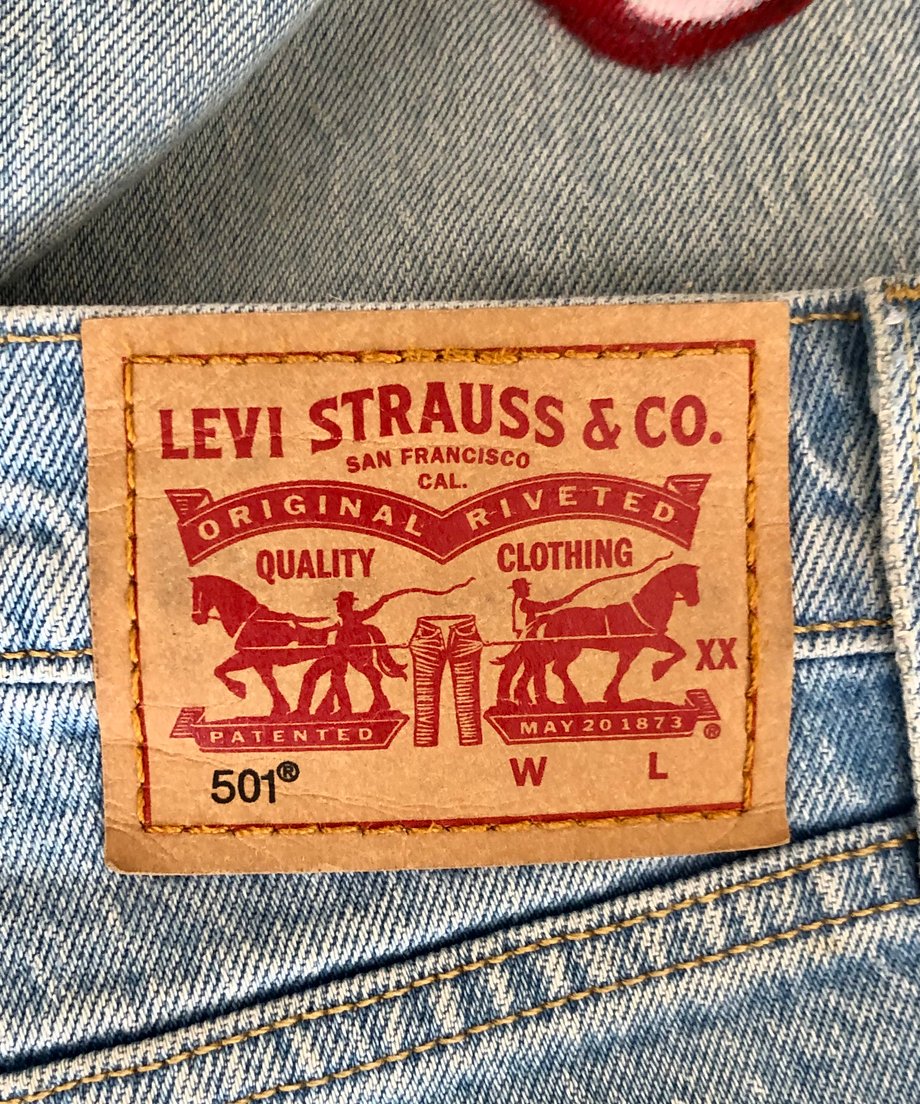 LEVI STRAUSS & CO.
SAN FRANCISCO
CAL.
ORIGINAL RIVETED
QUALITY CLOTHING
XX
PATENTED MAY 20 1873 ®
501® W L